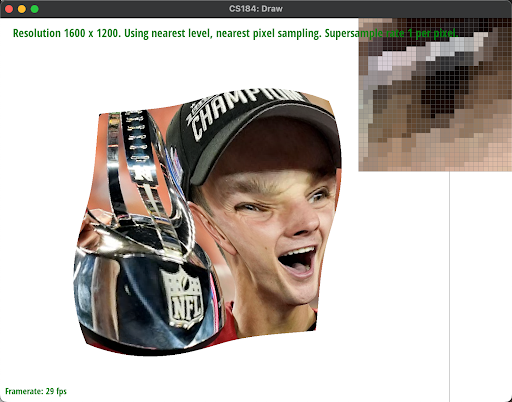 CS184: Draw
Resolution 1600 x 1200. Using nearest level, nearest pixel sampling. Supersample rate 1 per pixel.
CHAMPION
N
NFL
Framerate: 29 fps